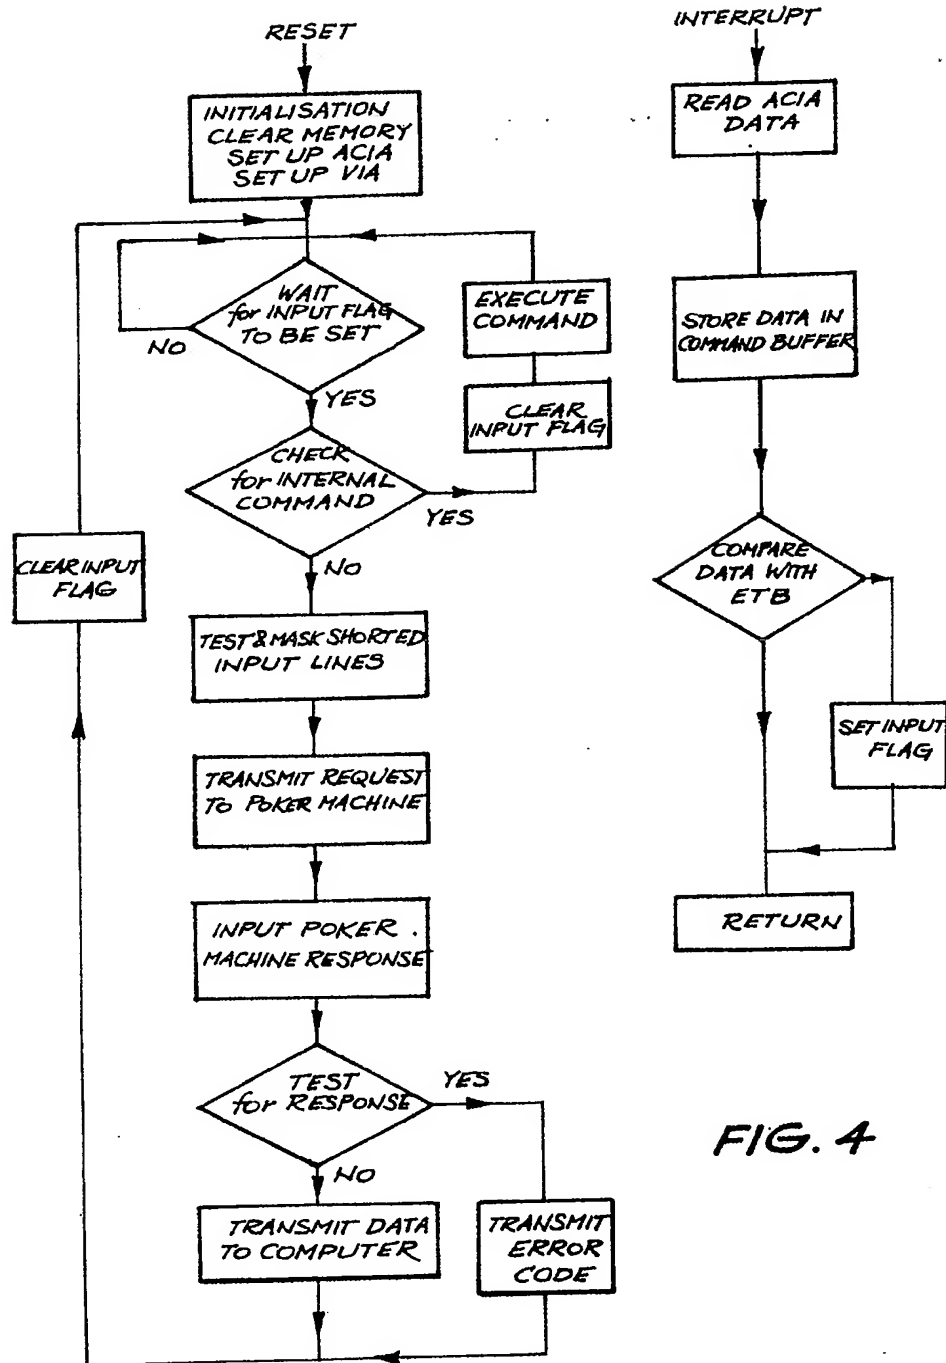 RESET
INITIALISATION
CLEAR MEMORY
SET UP ACIA
SET UP VIA
WAIT
for INPUT FLAG
TO BE SET
NO
YES
EXECUTE
COMMAND
CLEAR
INPUT FLAG
CHECK
for INTERNAL
COMMAND
YES
NO
CLEAR INPUT
FLAG
TEST & MASK SHORTED
INPUT LINES
TRANSMIT REQUEST
TO POKER MACHINE
INPUT POKER
MACHINE RESPONSE
TEST
for RESPONSE
YES
NO
TRANSMIT DATA
TO COMPUTER
TRANSMIT
ERROR
CODE
INTERRUPT
READ ACIA
DATA
STORE DATA IN
COMMAND BUFFER
COMPARE
DATA WITH
ETB
SET INPUT
FLAG
RETURN
FIG. 4